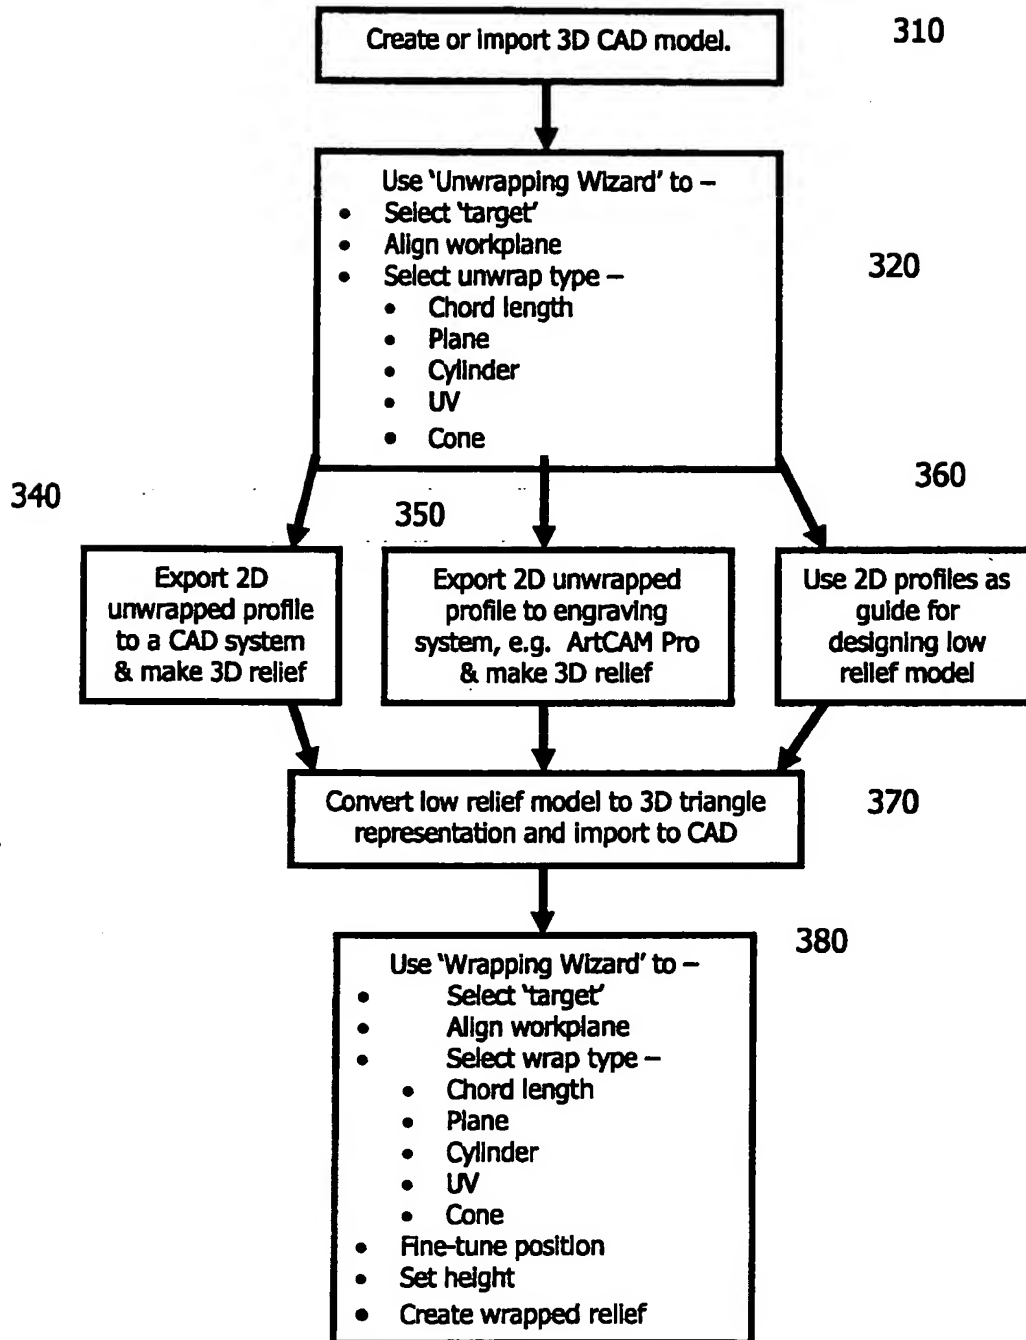 310
Create or import 3D CAD model.
Use 'Unwrapping Wizard' to –
• Select 'target'
• Align workplane
• Select unwrap type –
• Chord length
• Plane
• Cylinder
• UV
• Cone
320
340
350
360
Export 2D
unwrapped profile
to a CAD system
& make 3D relief
Export 2D unwrapped
profile to engraving
system, e.g. ArtCAM Pro
& make 3D relief
Use 2D profiles as
guide for
designing low
relief model
Convert low relief model to 3D triangle
representation and import to CAD
370
380
Use 'Wrapping Wizard' to –
• Select 'target'
• Align workplane
• Select wrap type –
• Chord length
• Plane
• Cylinder
• UV
• Cone
• Fine-tune position
• Set height
• Create wrapped relief